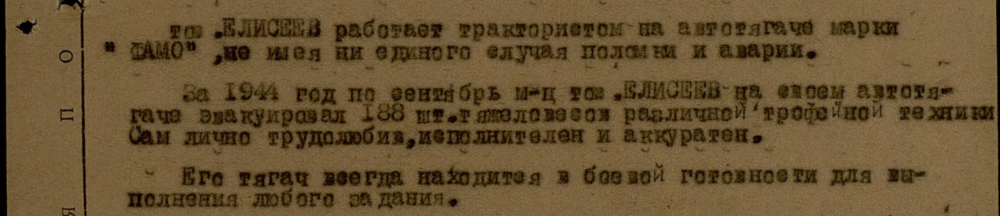 тов .ЕЛИСЕЕВ работает трактористом на автотягаче марки
" ФАМО" ,не имея ни единого случая поломки и аварии.
За 1944 год по сентябрь м-ц тов .ЕЛИСЕЕВ на своем автотя-
гаче эвакуировал 188 шт.тяжеловесов различной трофейной техники
Сам лично трудолюбив,исполнителен и аккуратен.
Его тягач всегда находится в боевой готовности для вы-
полнения любого задания.
П О
Я